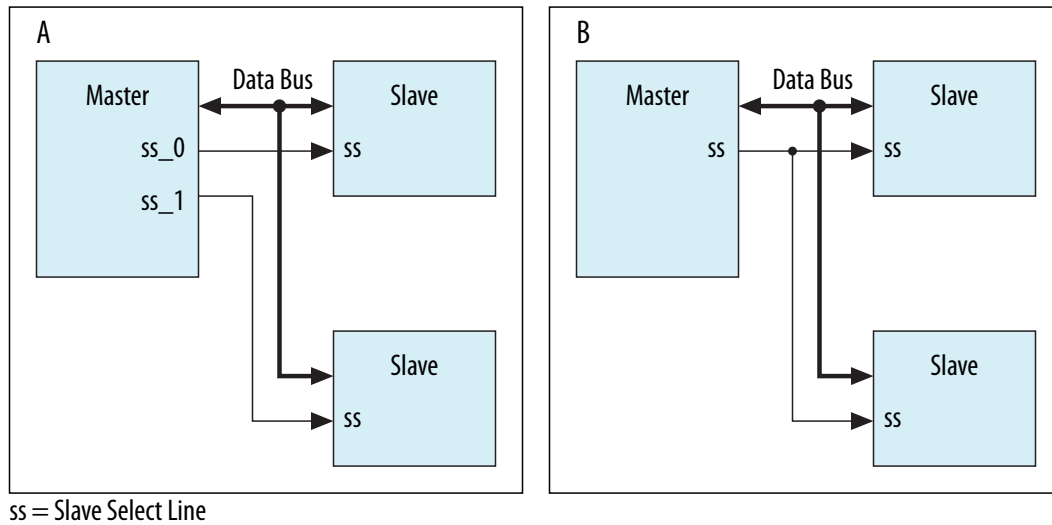 A
Master
Data Bus
Slave
ss_0
ss
ss_1
Slave
ss
B
Master
Data Bus
Slave
ss
ss
Slave
ss
ss = Slave Select Line